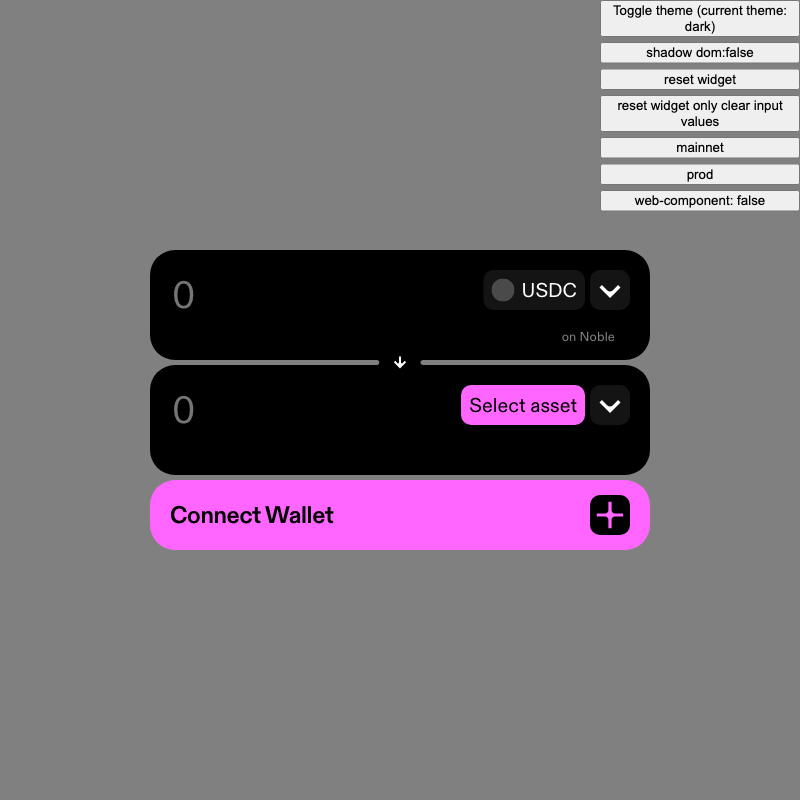 Toggle theme (current theme:
dark)
shadow dom:false
reset widget
reset widget only clear input
values
mainnet
prod
web-component: false
0
USDC
on Noble
0
Select asset
Connect Wallet